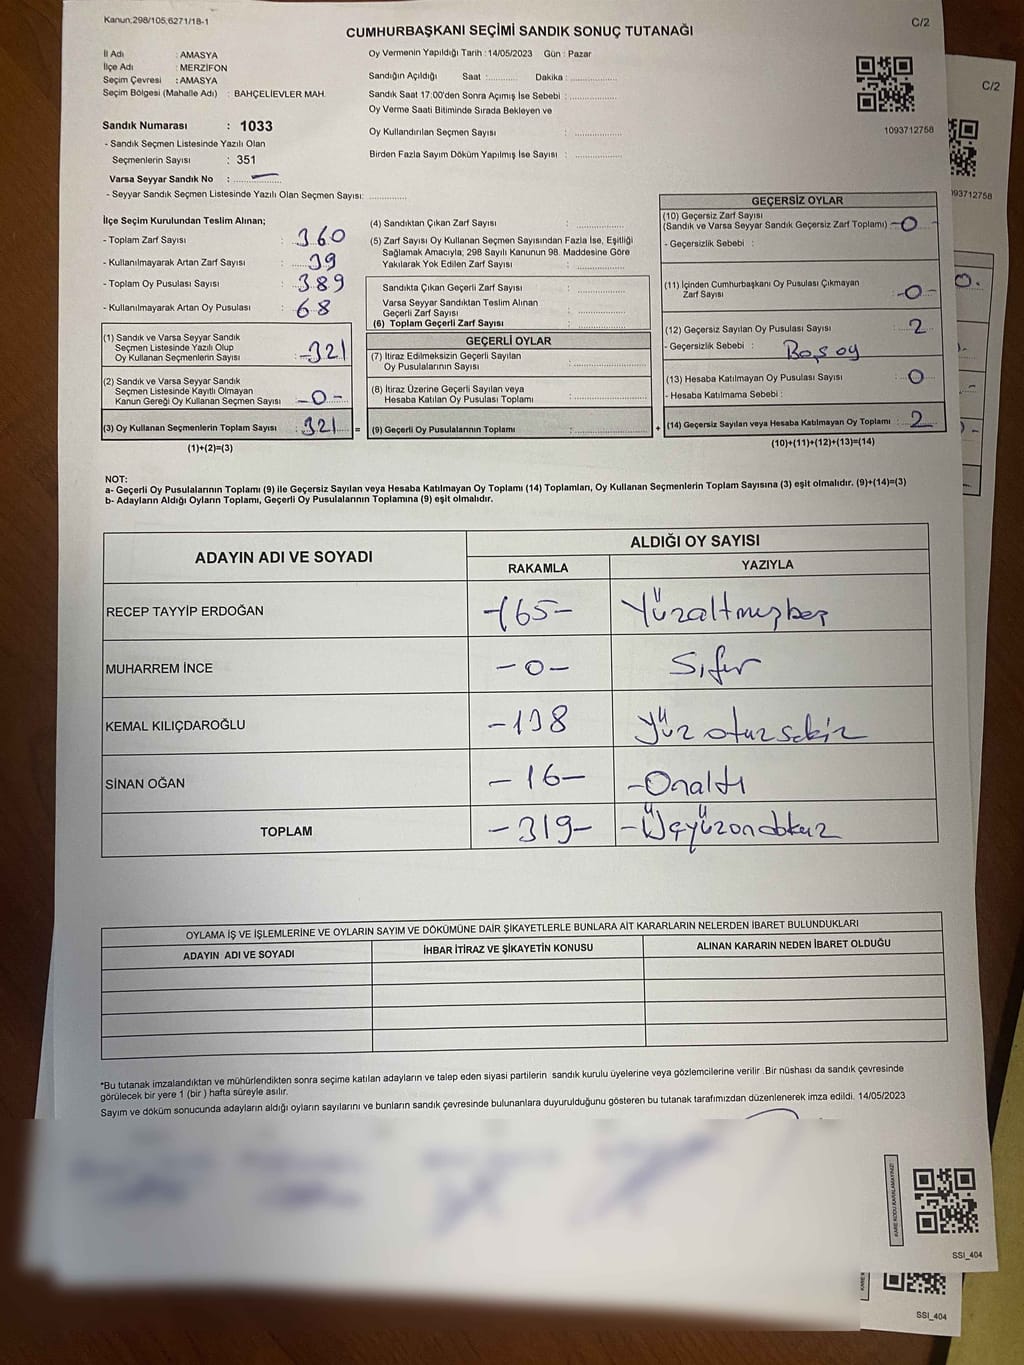 Kanun:298/105,6271/18-1
C/2
CUMHURBAŞKANI SEÇİMİ SANDIK SONUÇ TUTANAĞI
İl Adı : AMASYA
İlçe Adı : MERZİFON
Seçim Çevresi : AMASYA
Seçim Bölgesi (Mahalle Adı) : BAHÇELİEVLER MAH.
Sandık Numarası : 1033
- Sandık Seçmen Listesinde Yazılı Olan
Seçmenlerin Sayısı : 351
Varsa Seyyar Sandık No :
- Seyyar Sandık Seçmen Listesinde Yazılı Olan Seçmen Sayısı: ..............
Oy Vermenin Yapıldığı Tarih : 14/05/2023 Gün : Pazar
Sandığın Açıldığı Saat :........... Dakika : ..................
Sandık Saat 17:00'den Sonra Açımış İse Sebebi : ..................
Oy Verme Saati Bitiminde Sırada Bekleyen ve
Oy Kullandırılan Seçmen Sayısı : ..................
Birden Fazla Sayım Döküm Yapılmış İse Sayısı : ..................
1093712758
İlçe Seçim Kurulundan Teslim Alınan;
- Toplam Zarf Sayısı : 360
- Kullanılmayarak Artan Zarf Sayısı : 39
- Toplam Oy Pusulası Sayısı : 389
- Kullanılmayarak Artan Oy Pusulası : 68
(1) Sandık ve Varsa Seyyar Sandık
Seçmen Listesinde Yazılı Olup
Oy Kullanan Seçmenlerin Sayısı : -321
(2) Sandık ve Varsa Seyyar Sandık
Seçmen Listesinde Kayıtlı Olmayan
Kanun Gereği Oy Kullanan Seçmen Sayısı : -0-
(3) Oy Kullanan Seçmenlerin Toplam Sayısı : 321 =
(1)+(2)=(3)
(4) Sandıktan Çıkan Zarf Sayısı : ..................
(5) Zarf Sayısı Oy Kullanan Seçmen Sayısından Fazla İse, Eşitliği
Sağlamak Amacıyla; 298 Sayılı Kanunun 98. Maddesine Göre
Yakılarak Yok Edilen Zarf Sayısı : ..................
Sandıkta Çıkan Geçerli Zarf Sayısı : ..................
Varsa Seyyar Sandıktan Teslim Alınan
Geçerli Zarf Sayısı : ..................
(6) Toplam Geçerli Zarf Sayısı : ..................
GEÇERLİ OYLAR
(7) İtiraz Edilmeksizin Geçerli Sayılan
Oy Pusulalarının Sayısı : ..................
(8) İtiraz Üzerine Geçerli Sayılan veya
Hesaba Katılan Oy Pusulası Toplamı : ..................
(9) Geçerli Oy Pusulalarının Toplamı : .................. +
GEÇERSİZ OYLAR
(10) Geçersiz Zarf Sayısı
(Sandık ve Varsa Seyyar Sandık Geçersiz Zarf Toplamı) -0-
- Geçersizlik Sebebi :
(11) İçinden Cumhurbaşkanı Oy Pusulası Çıkmayan
Zarf Sayısı -0-
(12) Geçersiz Sayılan Oy Pusulası Sayısı : 2
- Geçersizlik Sebebi : Boş oy
(13) Hesaba Katılmayan Oy Pusulası Sayısı : 0
- Hesaba Katılmama Sebebi :
(14) Geçersiz Sayılan veya Hesaba Katılmayan Oy Toplamı : 2
(10)+(11)+(12)+(13)=(14)
NOT:
a- Geçerli Oy Pusulalarının Toplamı (9) ile Geçersiz Sayılan veya Hesaba Katılmayan Oy Toplamı (14) Toplamları, Oy Kullanan Seçmenlerin Toplam Sayısına (3) eşit olmalıdır. (9)+(14)=(3)
b- Adayların Aldığı Oyların Toplamı, Geçerli Oy Pusulalarının Toplamına (9) eşit olmalıdır.
ADAYIN ADI VE SOYADI
ALDIĞI OY SAYISI
RAKAMLA YAZIYLA
RECEP TAYYİP ERDOĞAN -165- Yüzaltmışbeş
MUHARREM İNCE -0- Sıfır
KEMAL KILIÇDAROĞLU -138 yüz otuz sekiz
SİNAN OĞAN -16- -Onaltı
TOPLAM -319- -Üçyüzondokuz
OYLAMA İŞ VE İŞLEMLERİNE VE OYLARIN SAYIM VE DÖKÜMÜNE DAİR ŞİKAYETLERLE BUNLARA AİT KARARLARIN NELERDEN İBARET BULUNDUKLARI
ADAYIN ADI VE SOYADI İHBAR İTİRAZ VE ŞİKAYETİN KONUSU ALINAN KARARIN NEDEN İBARET OLDUĞU
*Bu tutanak imzalandıktan ve mühürlendikten sonra seçime katılan adayların ve talep eden siyasi partilerin sandık kurulu üyelerine veya gözlemcilerine verilir .Bir nüshası da sandık çevresinde
görülecek bir yere 1 (bir ) hafta süreyle asılır.
Sayım ve döküm sonucunda adayların aldığı oyların sayılarını ve bunların sandık çevresinde bulunanlara duyurulduğunu gösteren bu tutanak tarafımızdan düzenlenerek imza edildi. 14/05/2023
KARE KODU KARALAMAYINIZ!
SSI_404
C/2
93712758
0.
SSI_404